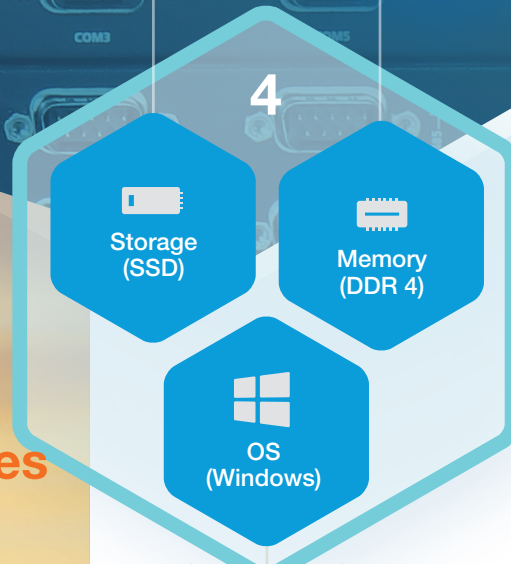 COM3
4
Storage
(SSD)
Memory
(DDR 4)
OS
(Windows)
es